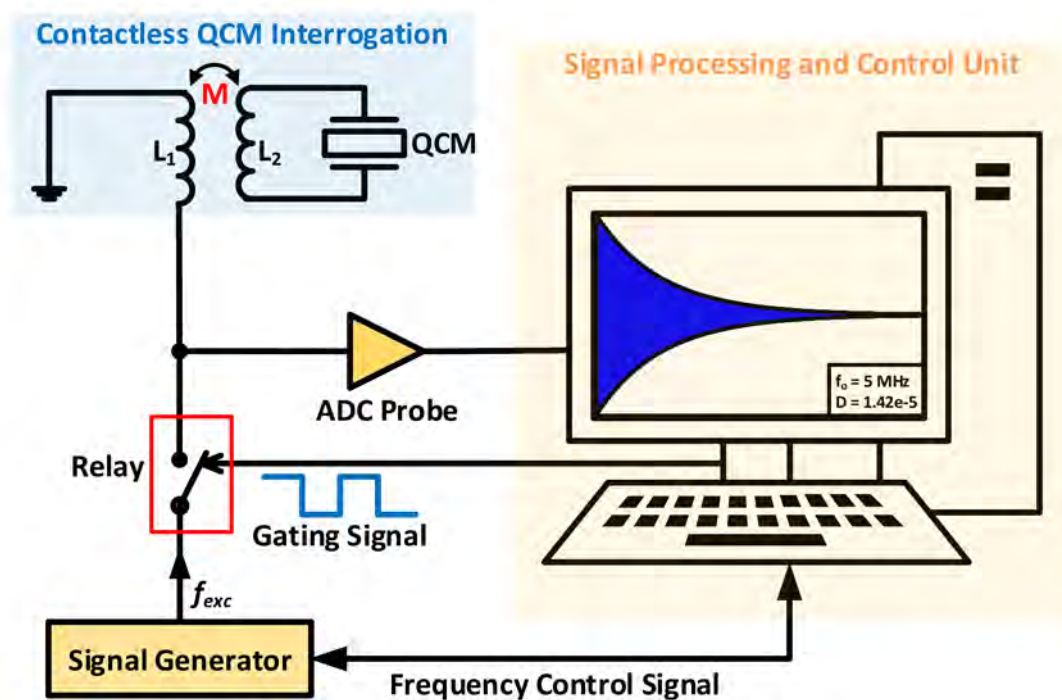 Contactless QCM Interrogation
Signal Processing and Control Unit
M
L₁
L₂
QCM
fₒ = 5 MHz
D = 1.42e-5
ADC Probe
Relay
Gating Signal
fexc
Signal Generator
Frequency Control Signal